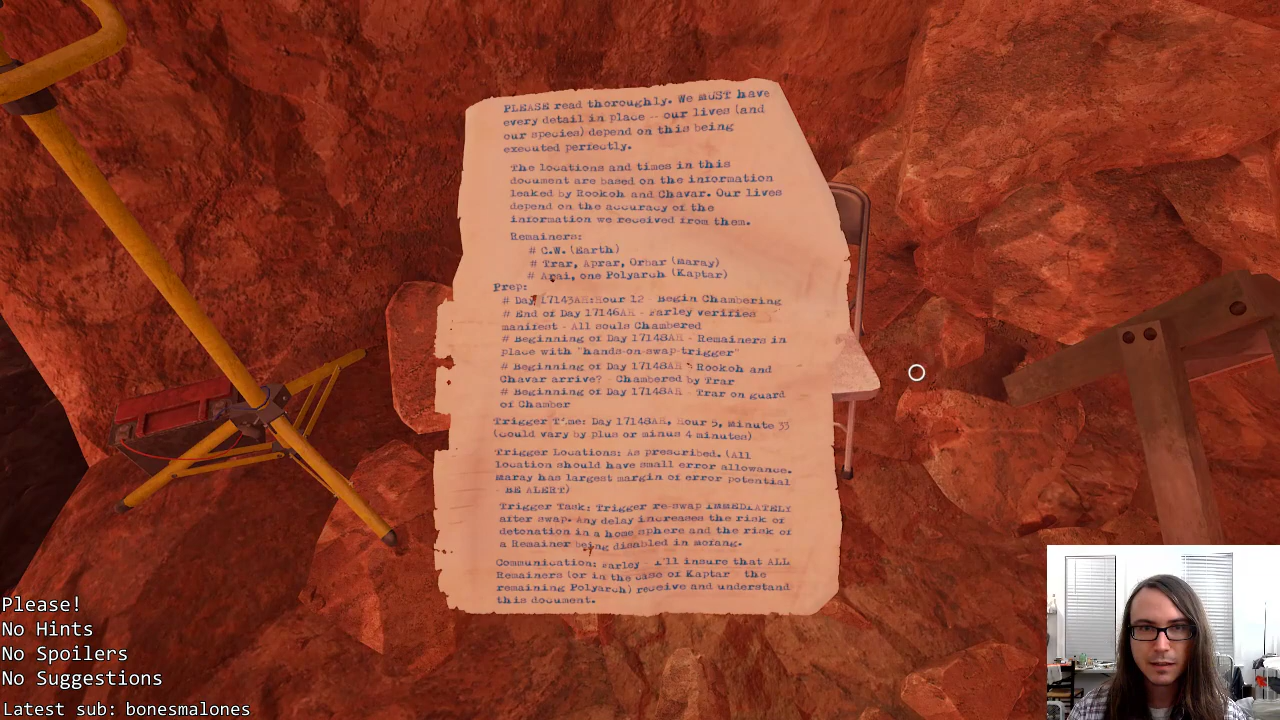 PLEASE read thoroughly. We MUST have
every detail in place -- our lives (and
our species) depend on this being
executed perfectly.
The locations and times in this
document are based on the information
leaked by Rookoh and Chavar. Our lives
depend on the accuracy of the
information we received from them.
Remainers:
# C.W. (Earth)
# Trar, Aprar, Orbar (Maray)
# Arai, one Polyarch (Kaptar)
Prep:
# Day 17143AH:Hour 12 - Begin Chambering
# End of Day 17146AH - Farley verifies
manifest - All souls Chambered
# Beginning of Day 17148AH - Remainers in
place with "hands-on-swap-trigger"
# Beginning of Day 17148AH - Rookoh and
Chavar arrive? - Chambered by Trar
# Beginning of Day 17148AH - Trar on guard
of Chamber
Trigger Time: Day 17148AH, Hour 5, Minute 33
(could vary by plus or minus 4 minutes)
Trigger Locations: As prescribed. (All
location should have small error allowance.
Maray has largest margin of error potential
- BE ALERT)
Trigger Task: Trigger re-swap IMMEDIATELY
after swap. Any delay increases the risk of
detonation in a home sphere and the risk of
a Remainer being disabled in Mofang.
Communication: Farley - I'll insure that ALL
Remainers (or in the case of Kaptar - the
remaining Polyarch) receive and understand
this document.
Please!!
No Hints
No Spoilers
No Suggestions
Latest sub: bonesmalones